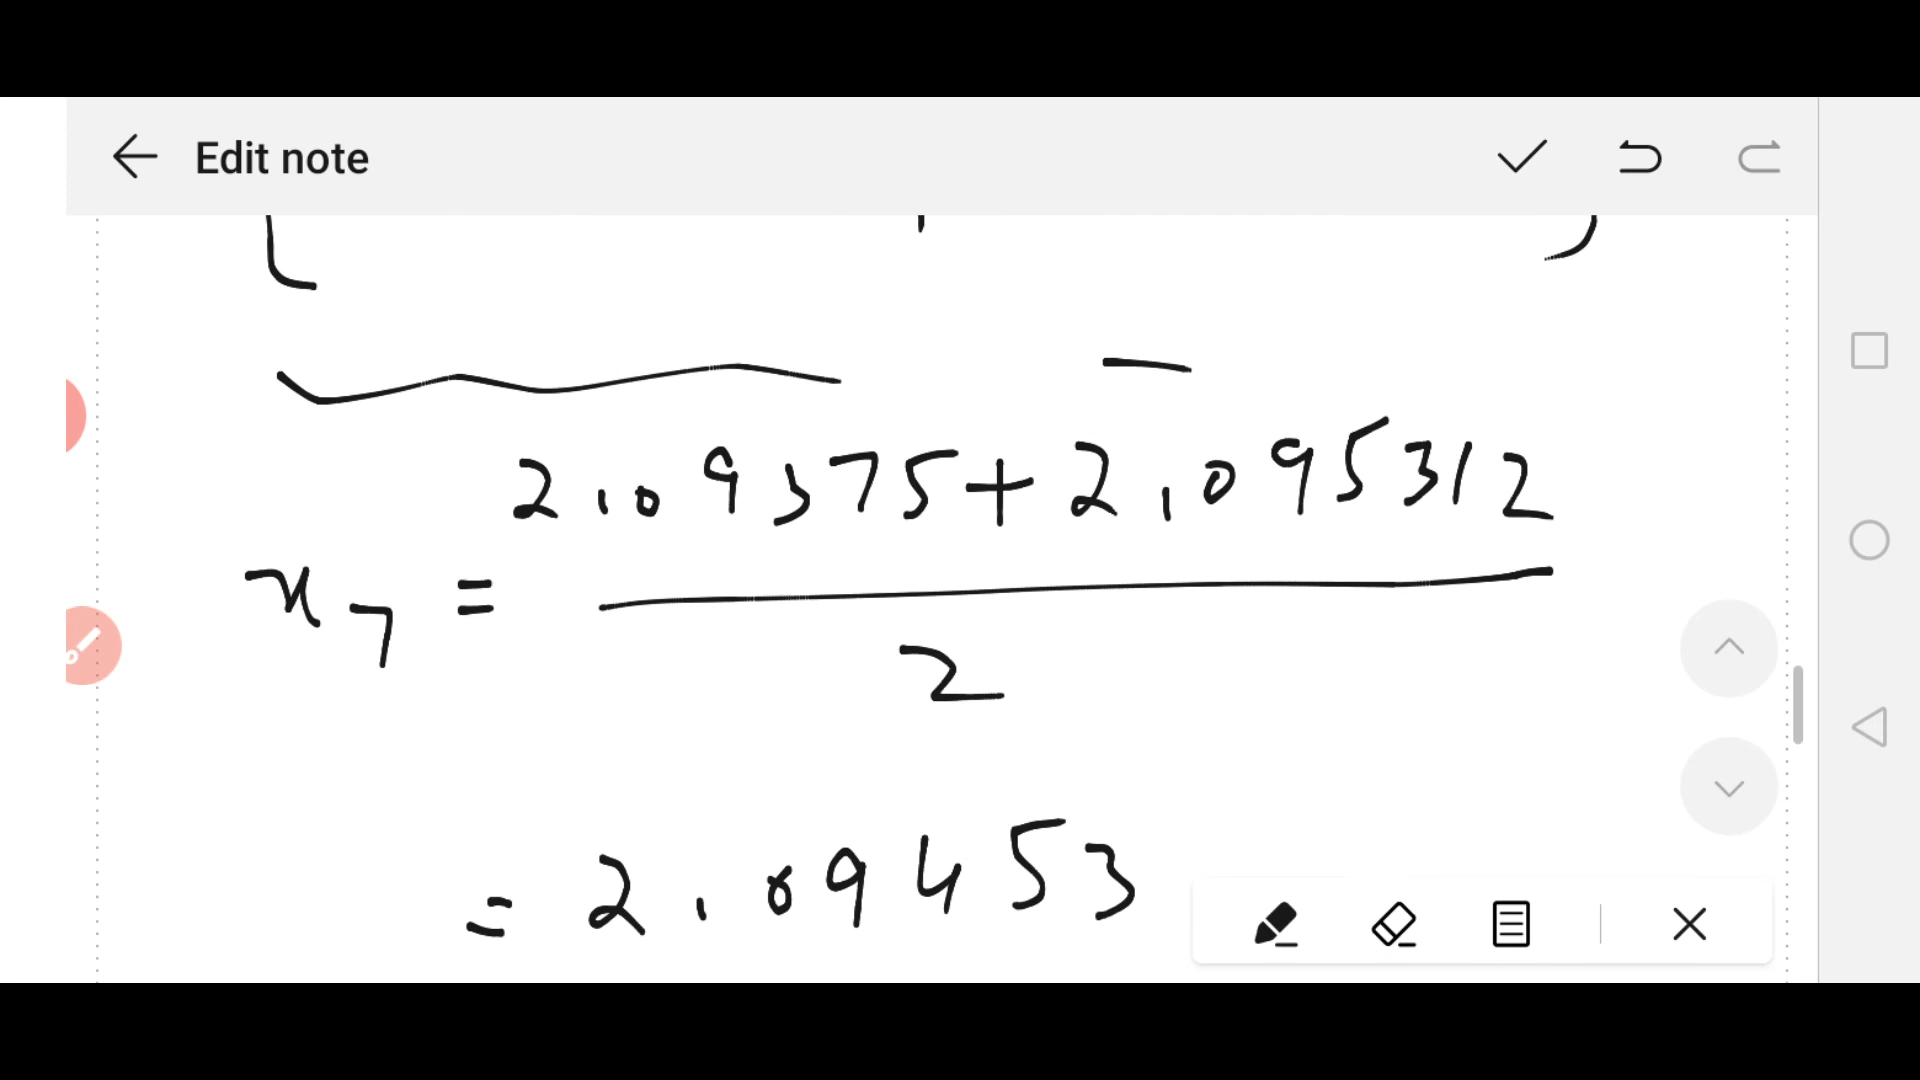 Edit note
2.09375+2.095312
x7 =
2
= 2.09453